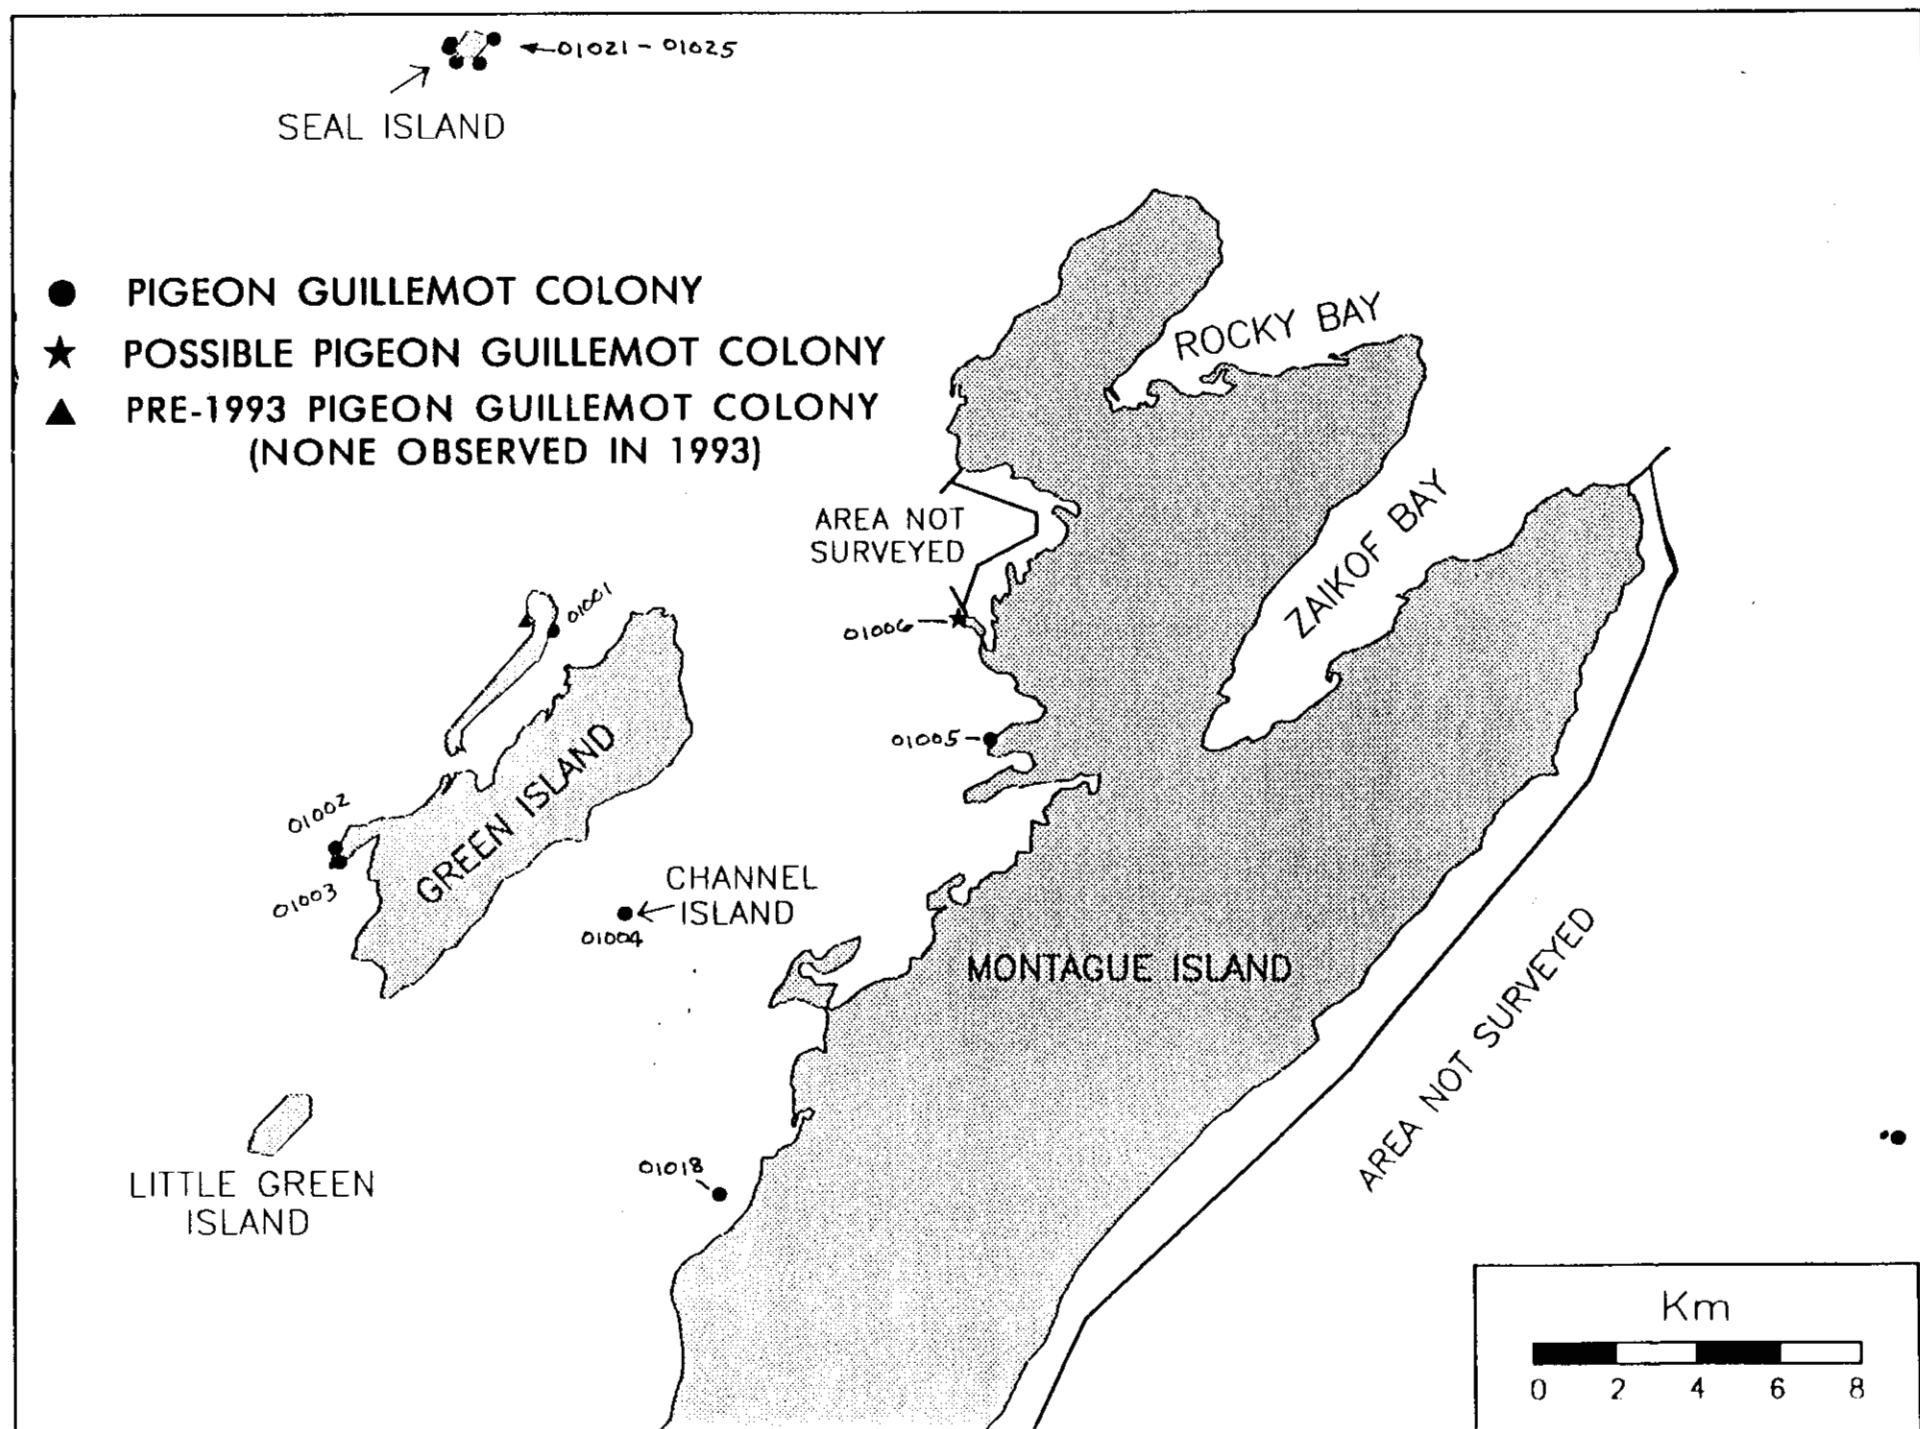 01021 - 01025
SEAL ISLAND
PIGEON GUILLEMOT COLONY
POSSIBLE PIGEON GUILLEMOT COLONY
PRE-1993 PIGEON GUILLEMOT COLONY
(NONE OBSERVED IN 1993)
ROCKY BAY
AREA NOT
SURVEYED
ZAIKOF BAY
01001
01006
01005
01002
GREEN ISLAND
01003
CHANNEL
ISLAND
01004
MONTAGUE ISLAND
AREA NOT SURVEYED
01018
LITTLE GREEN
ISLAND
Km
0 2 4 6 8